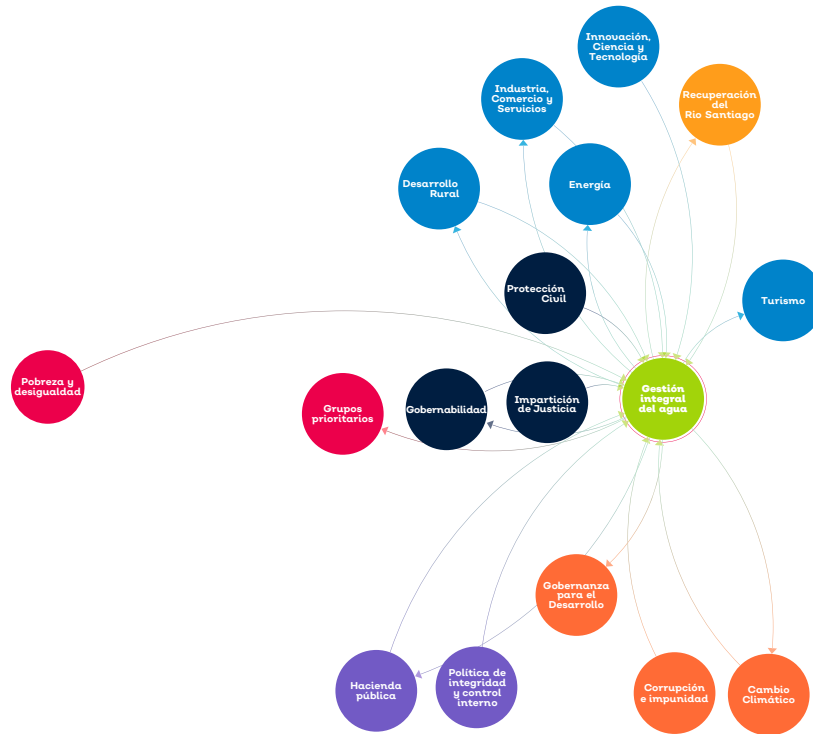 Innovación,
Ciencia y
Tecnología
Industria,
Comercio y
Servicios
Recuperación
del
Rio Santiago
Desarrollo
Rural
Energía
Protección
Civil
Turismo
Pobreza y
desigualdad
Grupos
prioritarios
Gobernabilidad
Impartición
de Justicia
Gestión
integral
del agua
Gobernanza
para el
Desarrollo
Hacienda
pública
Política de
integridad
y control
interno
Corrupción
e impunidad
Cambio
Climático